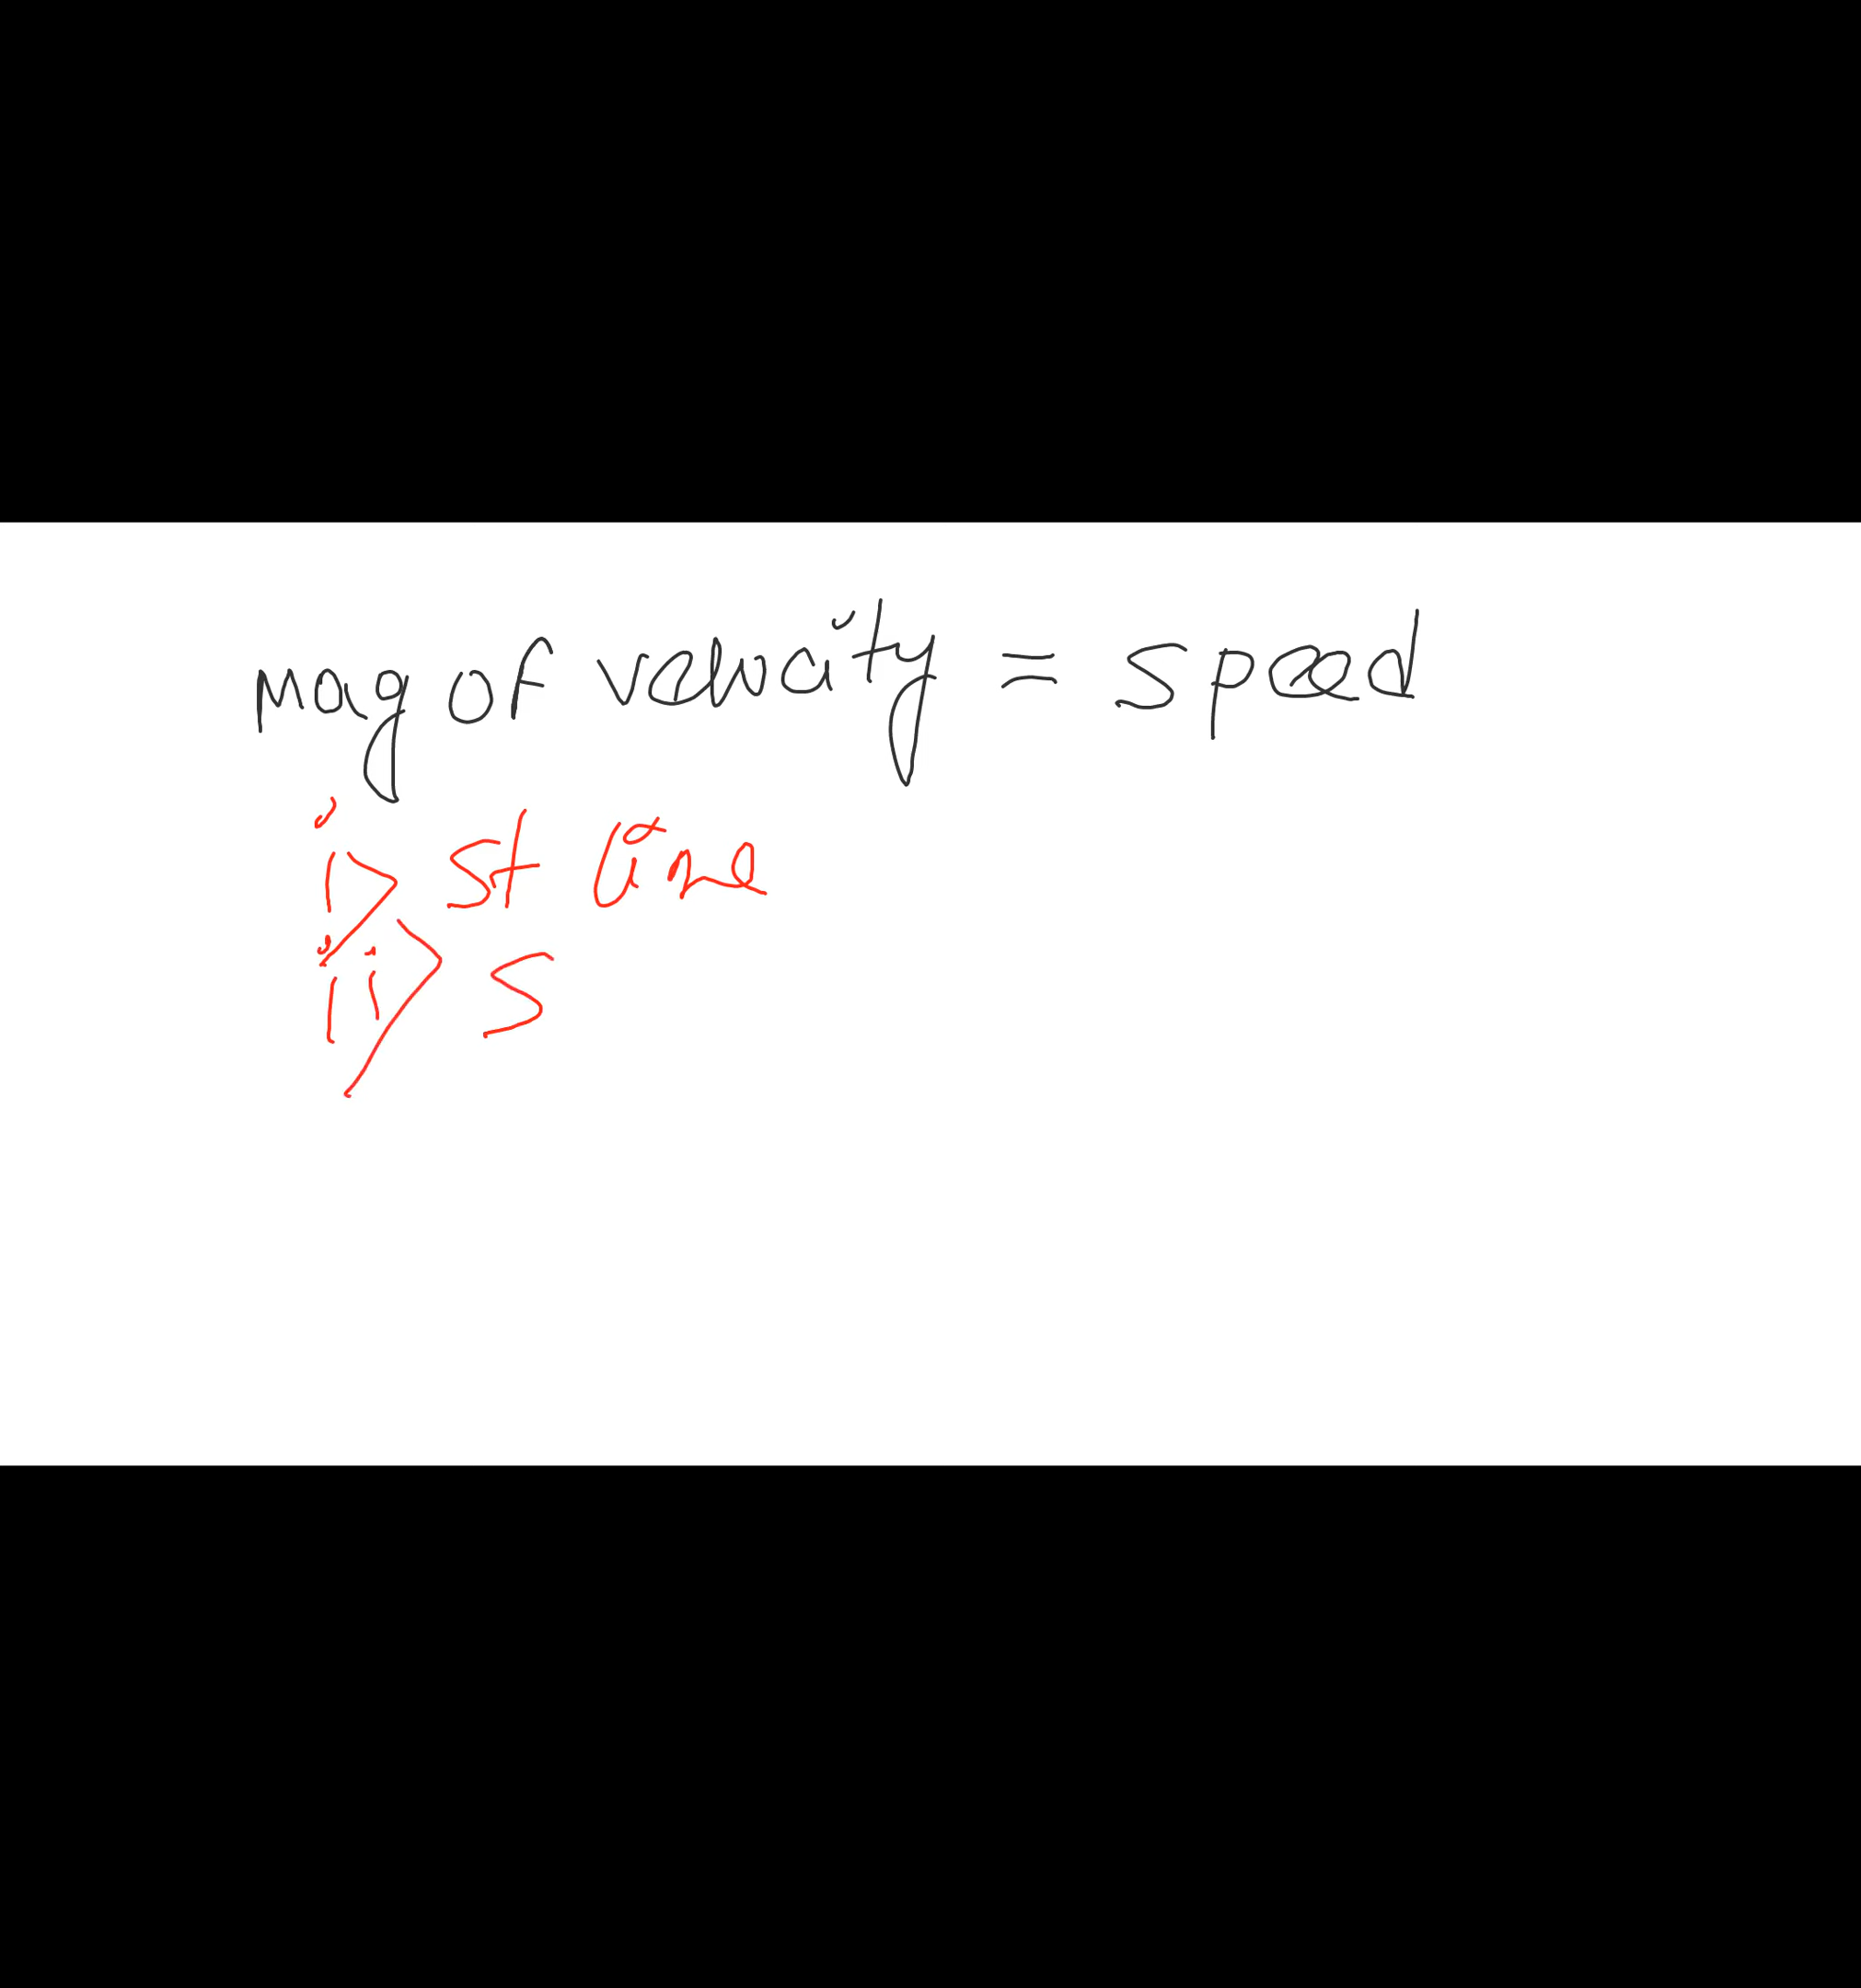 mag of velocity = speed
i> st line
ii> S